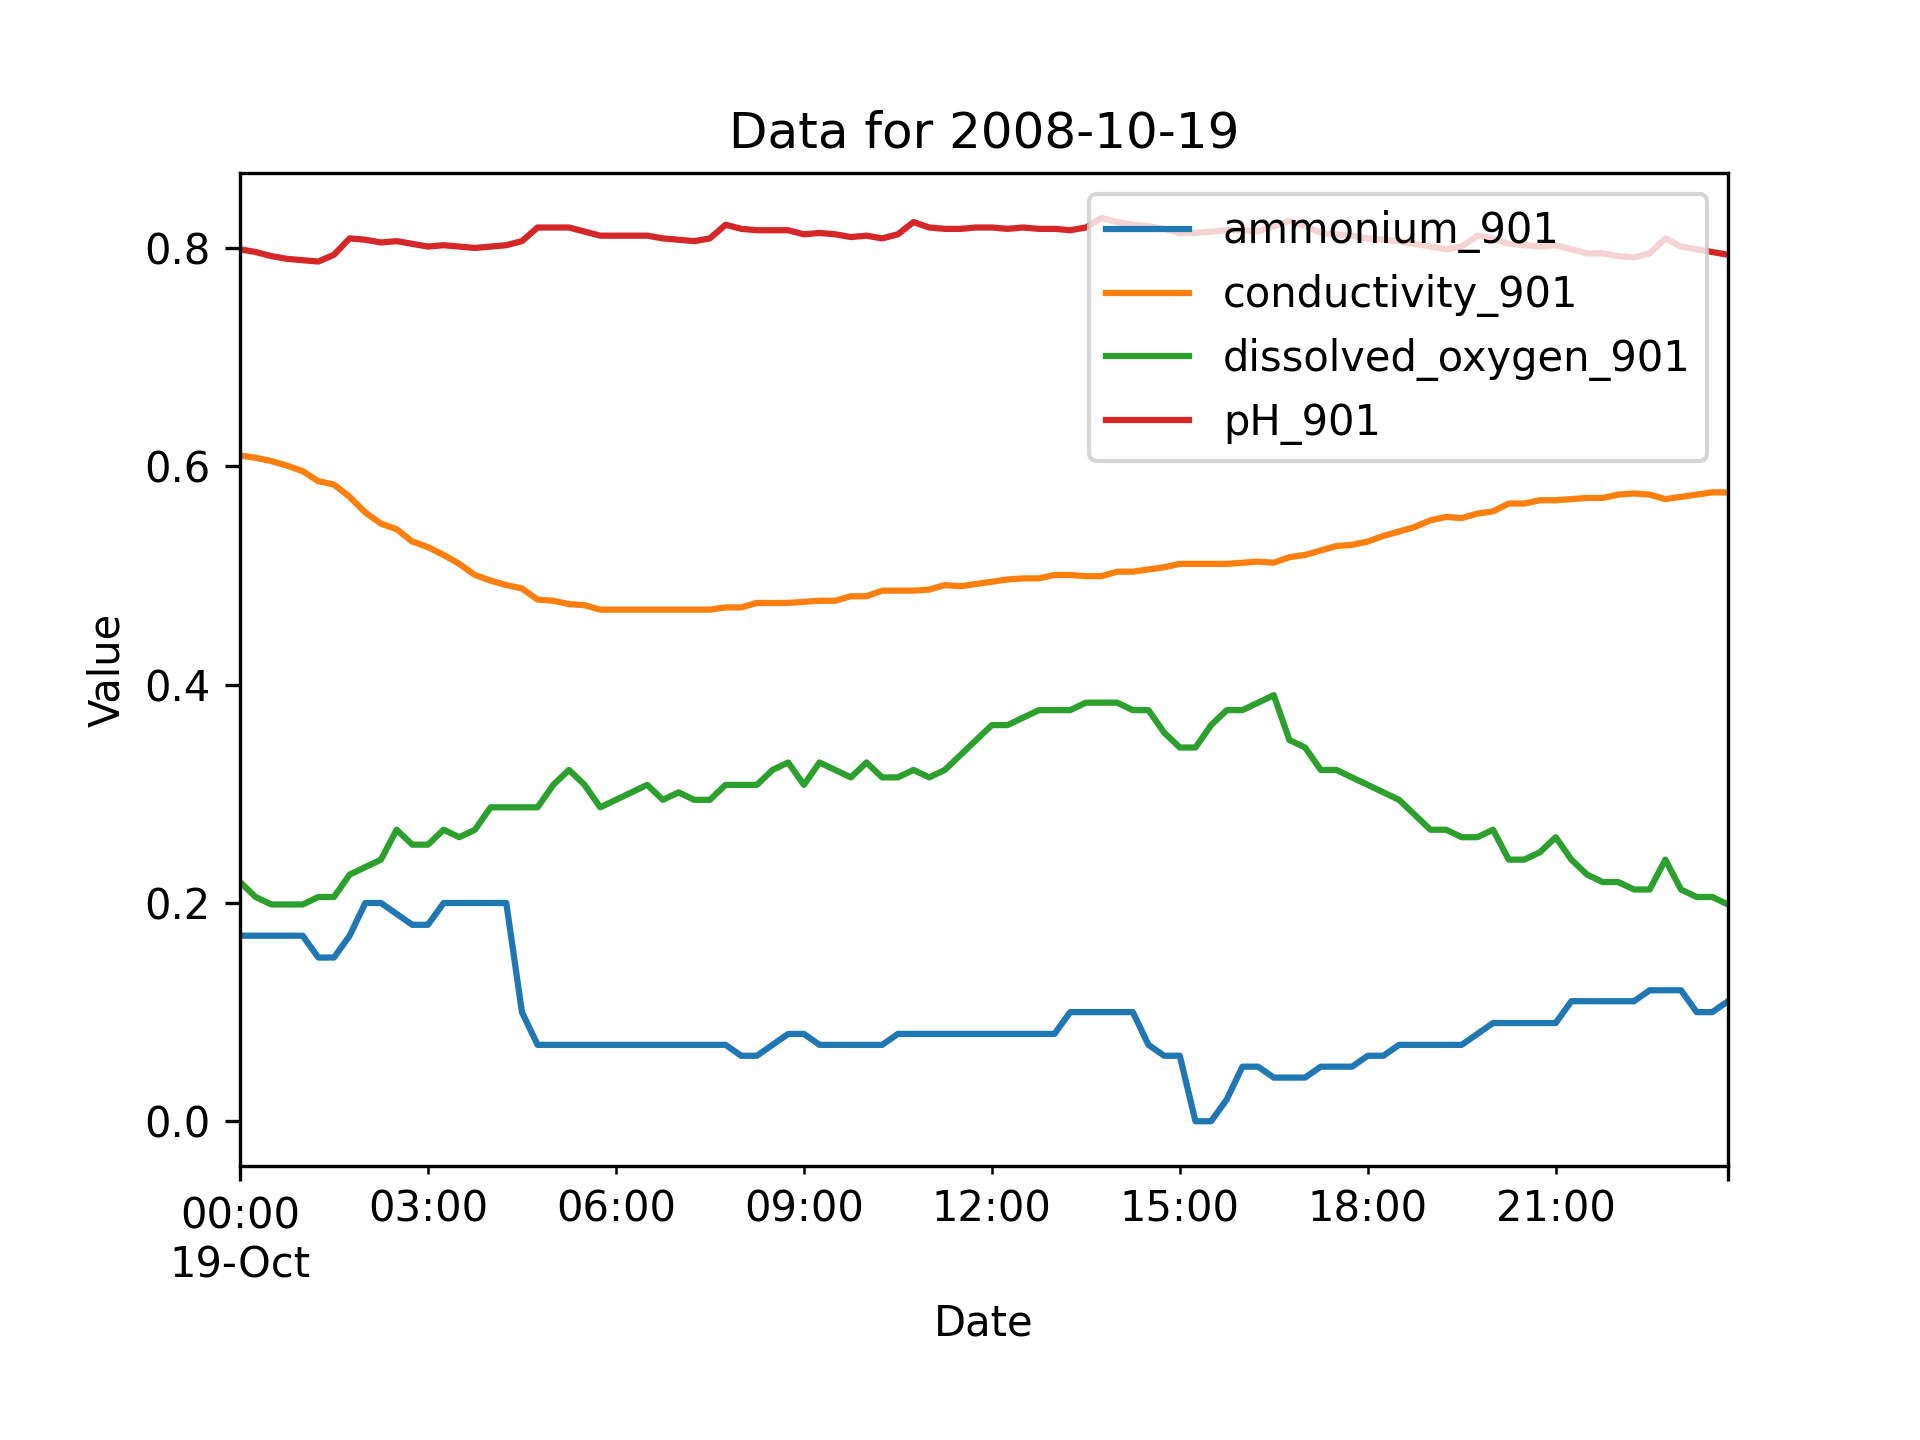 Data for 2008-10-19
ammonium_901
conductivity_901
dissolved_oxygen_901
pH_901
Value
0.8
0.6
0.4
0.2
0.0
00:00 03:00 06:00 09:00 12:00 15:00 18:00 21:00
19-Oct
Date